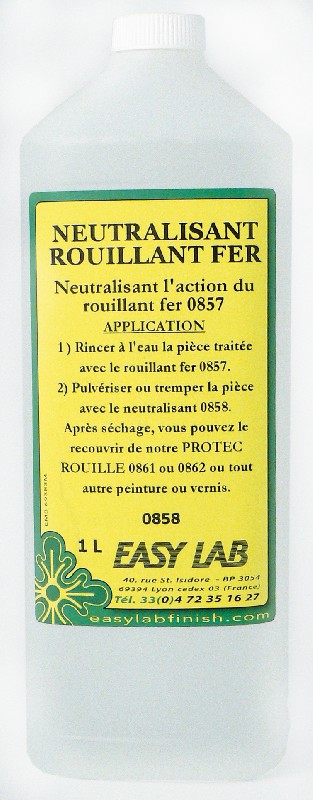 NEUTRALISANT
ROUILLANT FER
Neutralisant l'action du
rouillant fer 0857
APPLICATION
1) Rincer à l'eau la pièce traitée
avec le rouillant fer 0857.
2) Pulvériser ou tremper la pièce
avec le neutralisant 0858.
Après séchage, vous pouvez le
recouvrir de notre PROTEC
ROUILLE 0861 ou 0862 ou tout
autre peinture ou vernis.
0858
1 L EASY LAB
40, rue St. Isidore - BP 3054
69394 Lyon cedex 03 (France)
Tél. 33(0)4 72 35 16 27
easylabfinish.com